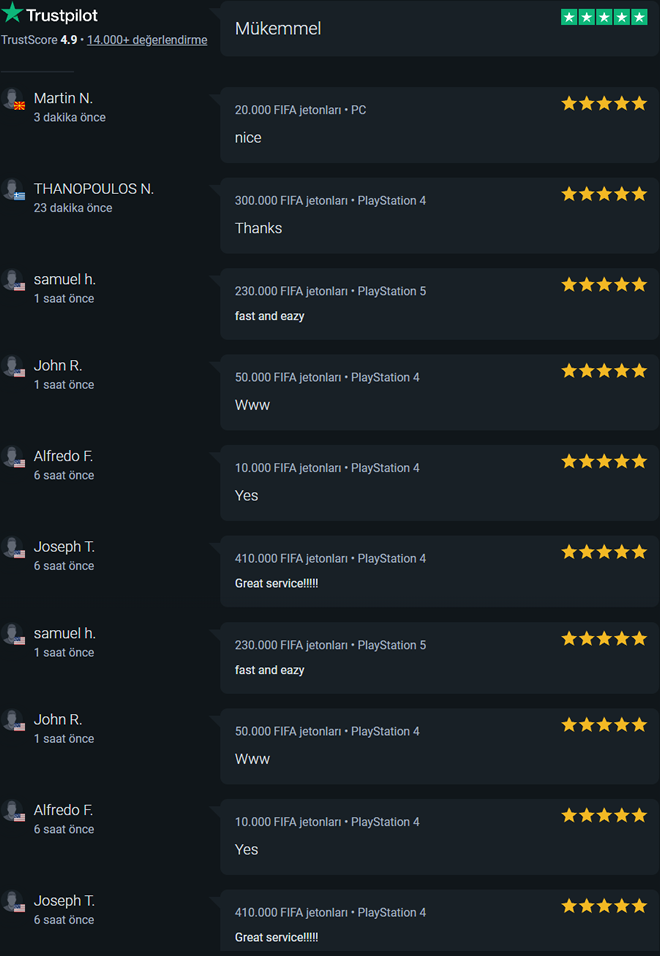 Trustpilot
TrustScore 4.9 • 14.000+ değerlendirme
Mükemmel
Martin N.
3 dakika önce
20.000 FIFA jetonları • PC
nice
THANOPOULOS N.
23 dakika önce
300.000 FIFA jetonları • PlayStation 4
Thanks
samuel h.
1 saat önce
230.000 FIFA jetonları • PlayStation 5
fast and eazy
John R.
1 saat önce
50.000 FIFA jetonları • PlayStation 4
Www
Alfredo F.
6 saat önce
10.000 FIFA jetonları • PlayStation 4
Yes
Joseph T.
6 saat önce
410.000 FIFA jetonları • PlayStation 4
Great service!!!!!
samuel h.
1 saat önce
230.000 FIFA jetonları • PlayStation 5
fast and eazy
John R.
1 saat önce
50.000 FIFA jetonları • PlayStation 4
Www
Alfredo F.
6 saat önce
10.000 FIFA jetonları • PlayStation 4
Yes
Joseph T.
6 saat önce
410.000 FIFA jetonları • PlayStation 4
Great service!!!!!